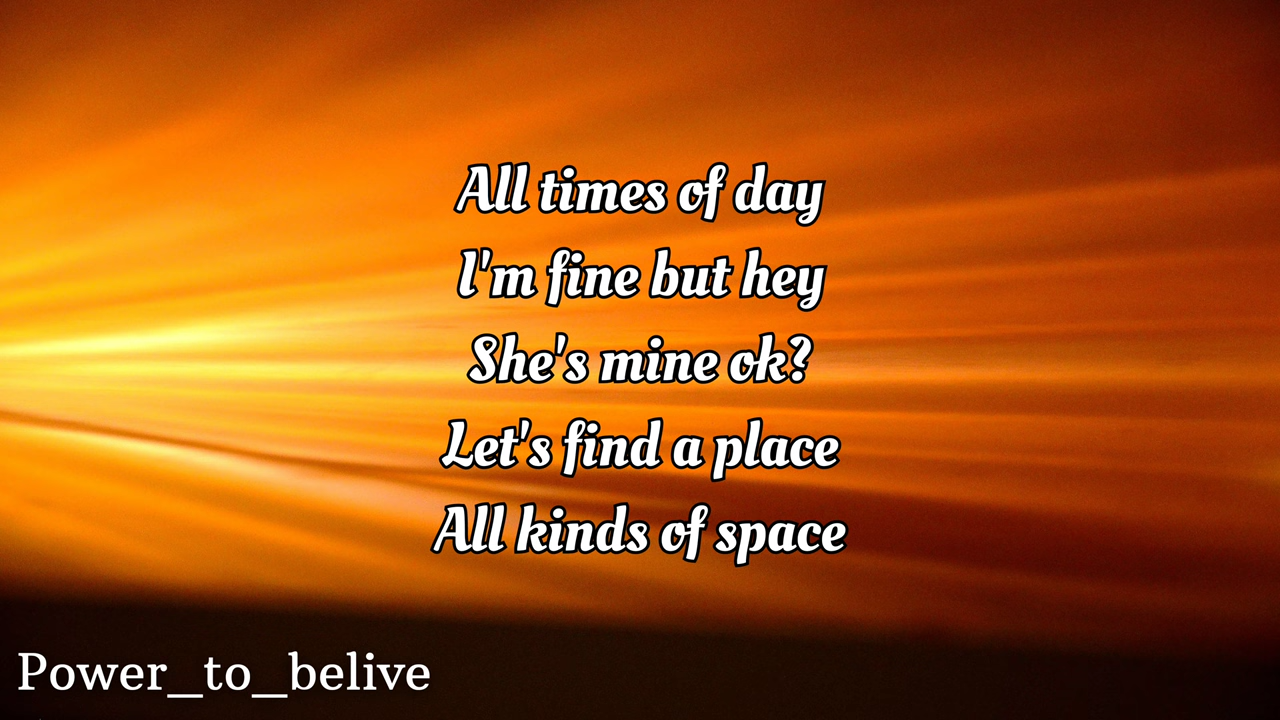 All times of day
I'm fine but hey
She's mine ok?
Let's find a place
All kinds of space
Power_to_belive